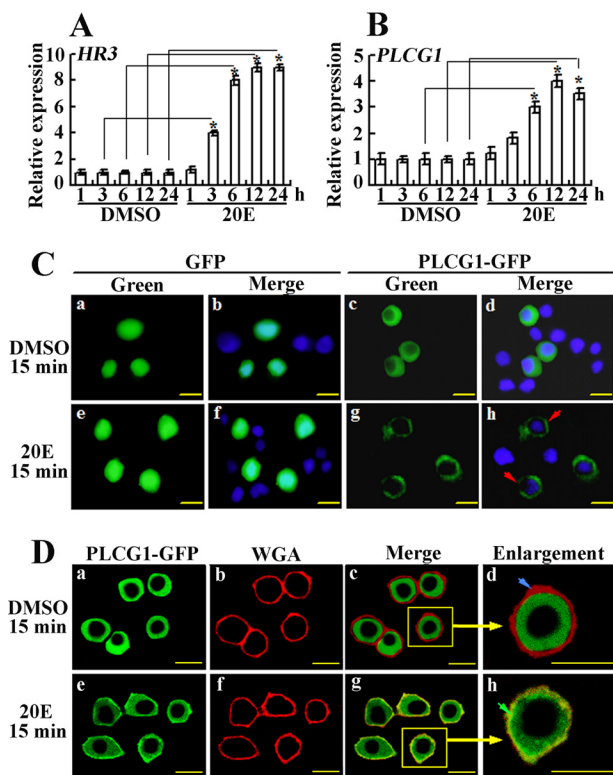 A B
HR3 PLCG1
Relative expression
10
8
6
4
2
0
* * * *
1 3 6 12 24 1 3 6 12 24 h
DMSO 20E
Relative expression
5
4
3
2
1
0
* * *
1 3 6 12 24 1 3 6 12 24 h
DMSO 20E
C
GFP PLCG1-GFP
Green Merge Green Merge
DMSO
15 min
a b c d
20E
15 min
e f g h
D
PLCG1-GFP WGA Merge Enlargement
DMSO
15 min
a b c d
20E
15 min
e f g h